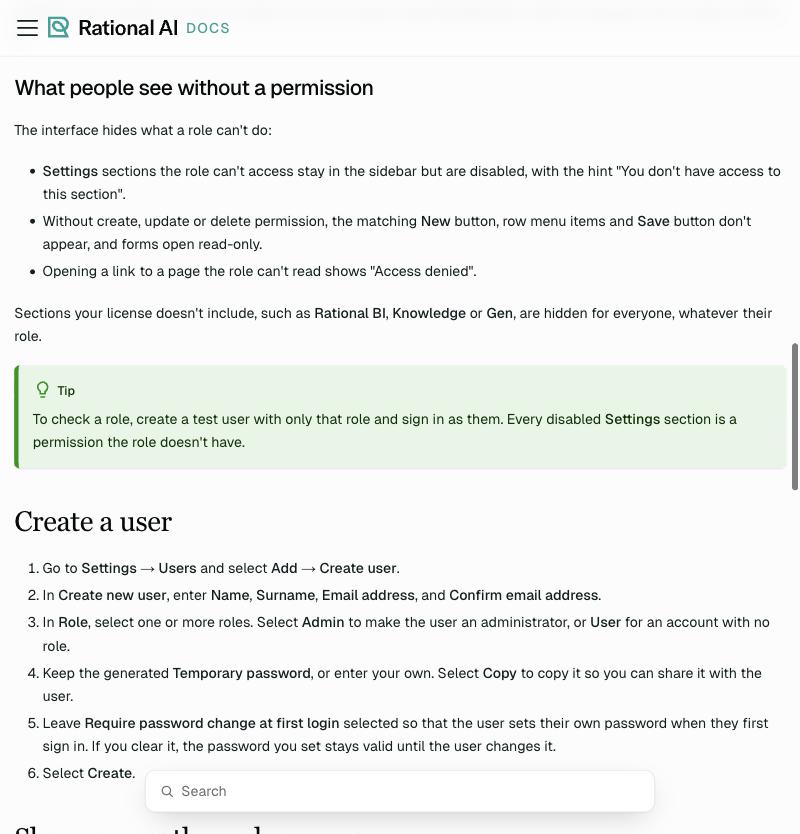 Rational AI DOCS
What people see without a permission
The interface hides what a role can't do:
• Settings sections the role can't access stay in the sidebar but are disabled, with the hint "You don't have access to
this section".
• Without create, update or delete permission, the matching New button, row menu items and Save button don't
appear, and forms open read-only.
• Opening a link to a page the role can't read shows "Access denied".
Sections your license doesn't include, such as Rational BI, Knowledge or Gen, are hidden for everyone, whatever their
role.
Tip
To check a role, create a test user with only that role and sign in as them. Every disabled Settings section is a
permission the role doesn't have.
Create a user
1. Go to Settings → Users and select Add → Create user.
2. In Create new user, enter Name, Surname, Email address, and Confirm email address.
3. In Role, select one or more roles. Select Admin to make the user an administrator, or User for an account with no
role.
4. Keep the generated Temporary password, or enter your own. Select Copy to copy it so you can share it with the
user.
5. Leave Require password change at first login selected so that the user sets their own password when they first
sign in. If you clear it, the password you set stays valid until the user changes it.
6. Select Create.
Search